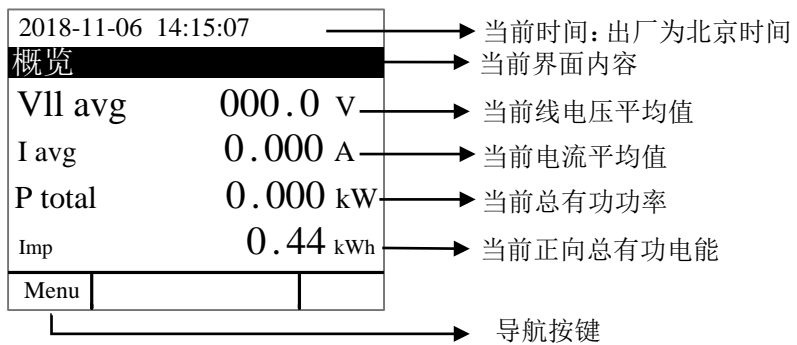 2018-11-06 14:15:07 当前时间：出厂为北京时间
概览 当前界面内容
Vll avg 000.0 V 当前线电压平均值
I avg 0.000 A 当前电流平均值
P total 0.000 kW 当前总有功功率
Imp 0.44 kWh 当前正向总有功电能
Menu
导航按键